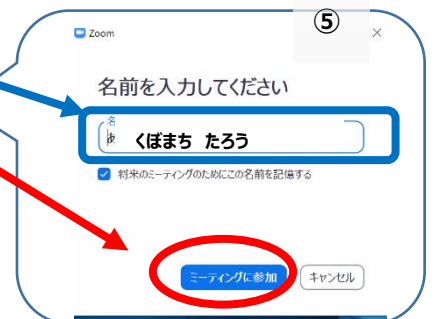 ⑤
Zoom
名前を入力してください
くぼまち たろう
将来のミーティングのためにこの名前を記憶する
ミーティングに参加 キャンセル